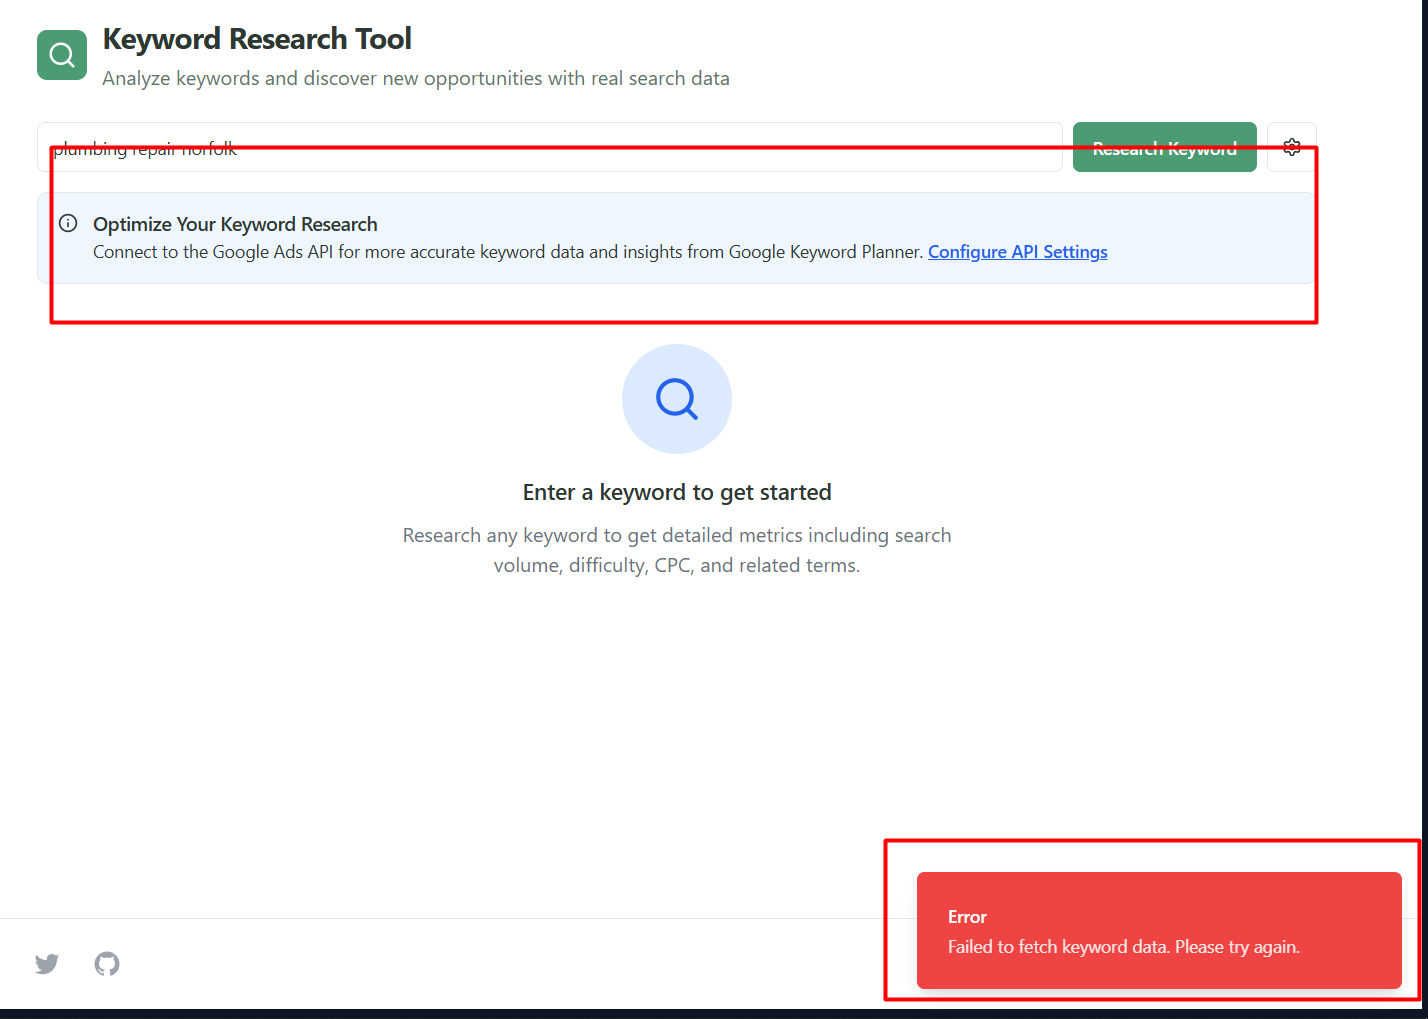 Keyword Research Tool
Analyze keywords and discover new opportunities with real search data
plumbing repair norfolk
Research Keyword
Optimize Your Keyword Research
Connect to the Google Ads API for more accurate keyword data and insights from Google Keyword Planner. Configure API Settings
Enter a keyword to get started
Research any keyword to get detailed metrics including search
volume, difficulty, CPC, and related terms.
Error
Failed to fetch keyword data. Please try again.